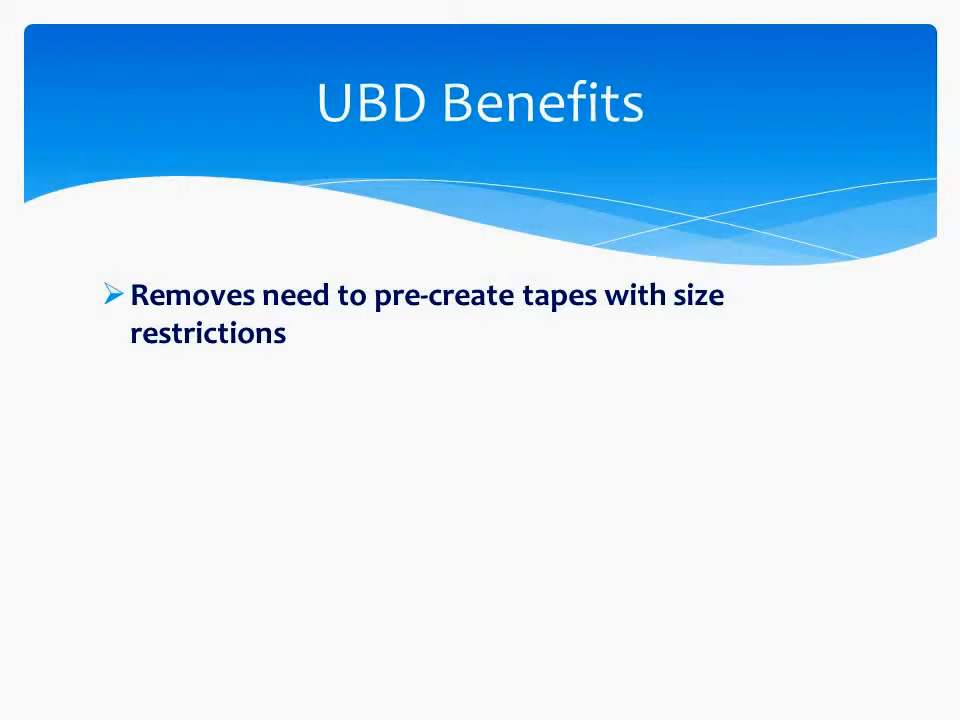 UBD Benefits
Removes need to pre-create tapes with size
restrictions